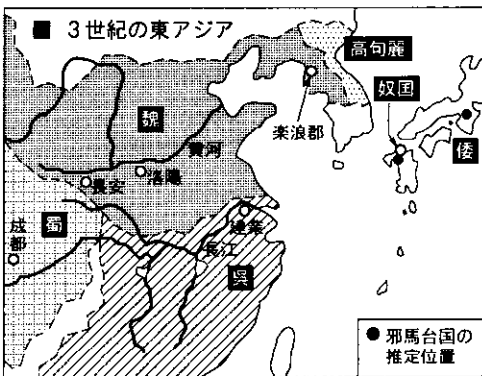 ■ 3世紀の東アジア
高句麗
奴国
魏
楽浪郡
倭
黄河
長安
洛陽
蜀
成都
建業
長江
呉
● 邪馬台国の
推定位置